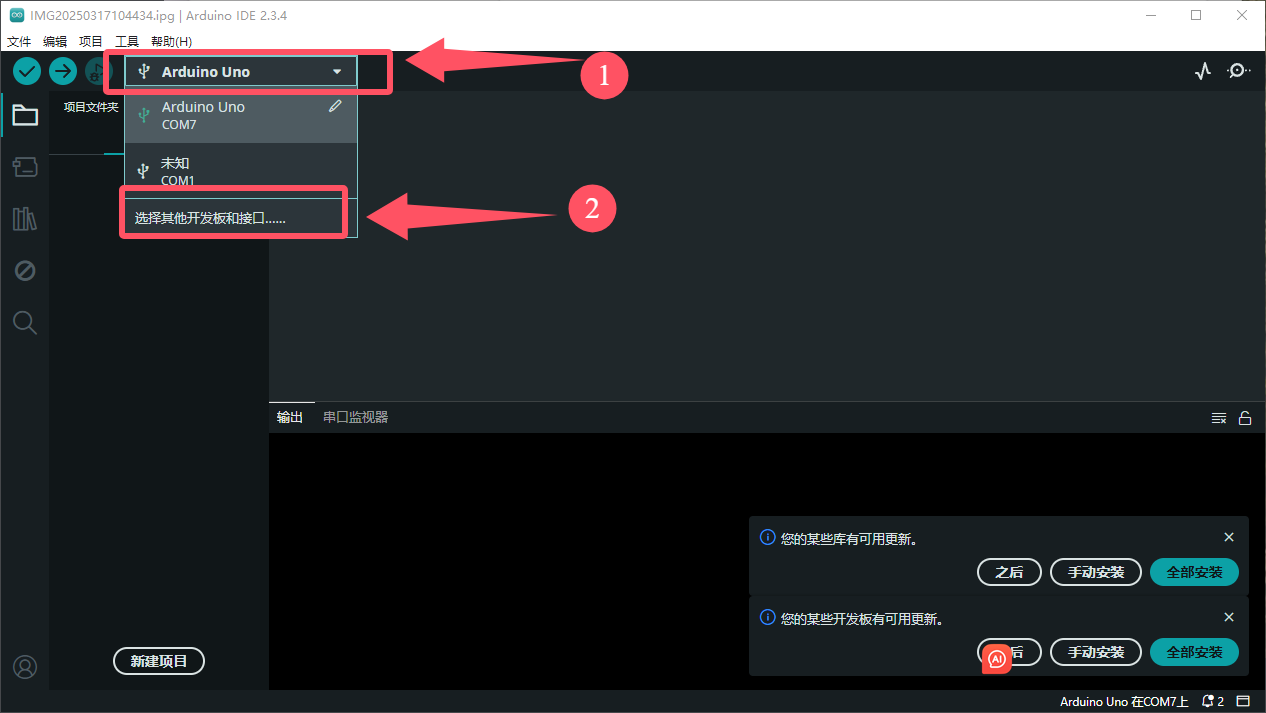 IMG20250317104434.ipg | Arduino IDE 2.3.4
文件 编辑 项目 工具 帮助(H)
Arduino Uno
1
项目文件夹
Arduino Uno
COM7
未知
COM1
选择其他开发板和接口......
2
输出 串口监视器
您的某些库有可用更新。
之后 手动安装 全部安装
您的某些开发板有可用更新。
后 手动安装 全部安装
AI
新建项目
Arduino Uno 在COM7上 2